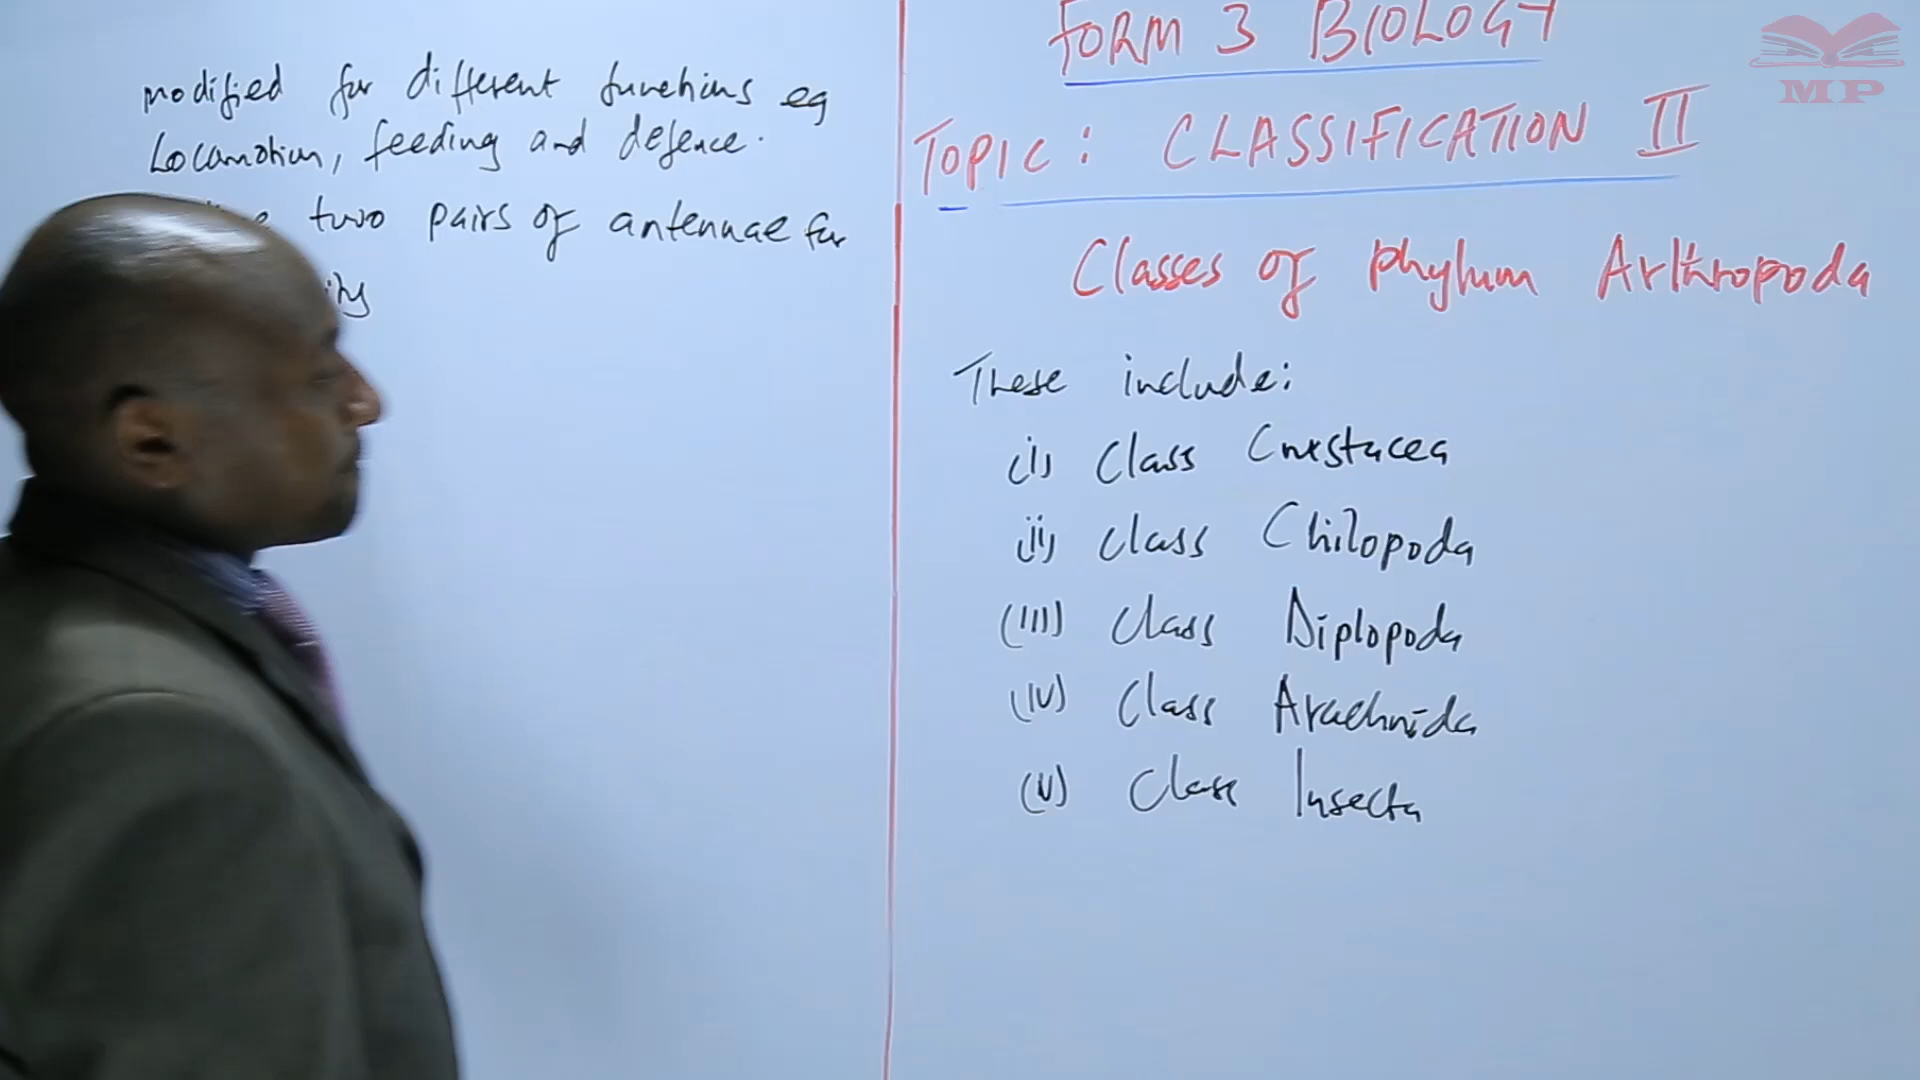 modified for different functions eg
Locomotion, feeding and defence.
two pairs of antennae for
FORM 3 BIOLOGY
TOPIC: CLASSIFICATION II
Classes of Phylum Arthropoda
These include:
(i) Class Crustacea
ii) Class Chilopoda
(III) Class Diplopoda
(IV) Class Arachnida
(V) Class Insecta
MP